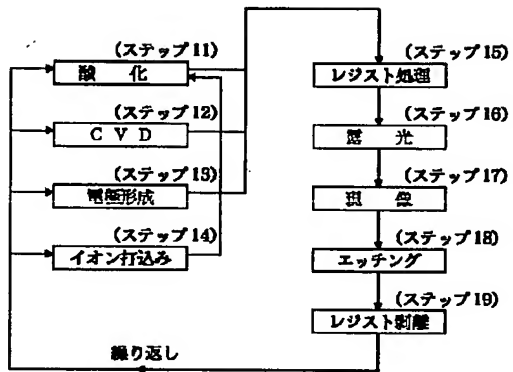 (ステップ11)
酸 化
(ステップ12)
C V D
(ステップ13)
電極形成
(ステップ14)
イオン打込み
(ステップ15)
レジスト処理
(ステップ16)
露 光
(ステップ17)
現 像
(ステップ18)
エッチング
(ステップ19)
レジスト剥離
繰り返し